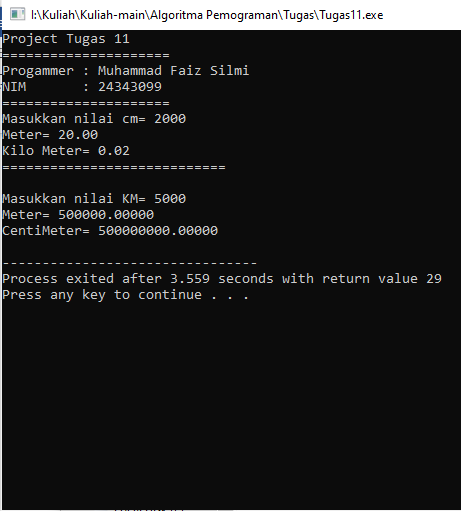 I:\Kuliah\Kuliah-main\Algoritma Pemograman\Tugas\Tugas11.exe
Project Tugas 11
=====================
Progammer : Muhammad Faiz Silmi
NIM       : 24343099
=====================
Masukkan nilai cm= 2000
Meter= 20.00
Kilo Meter= 0.02
============================
Masukkan nilai KM= 5000
Meter= 500000.00000
CentiMeter= 500000000.00000
--------------------------------
Process exited after 3.559 seconds with return value 29
Press any key to continue . . .